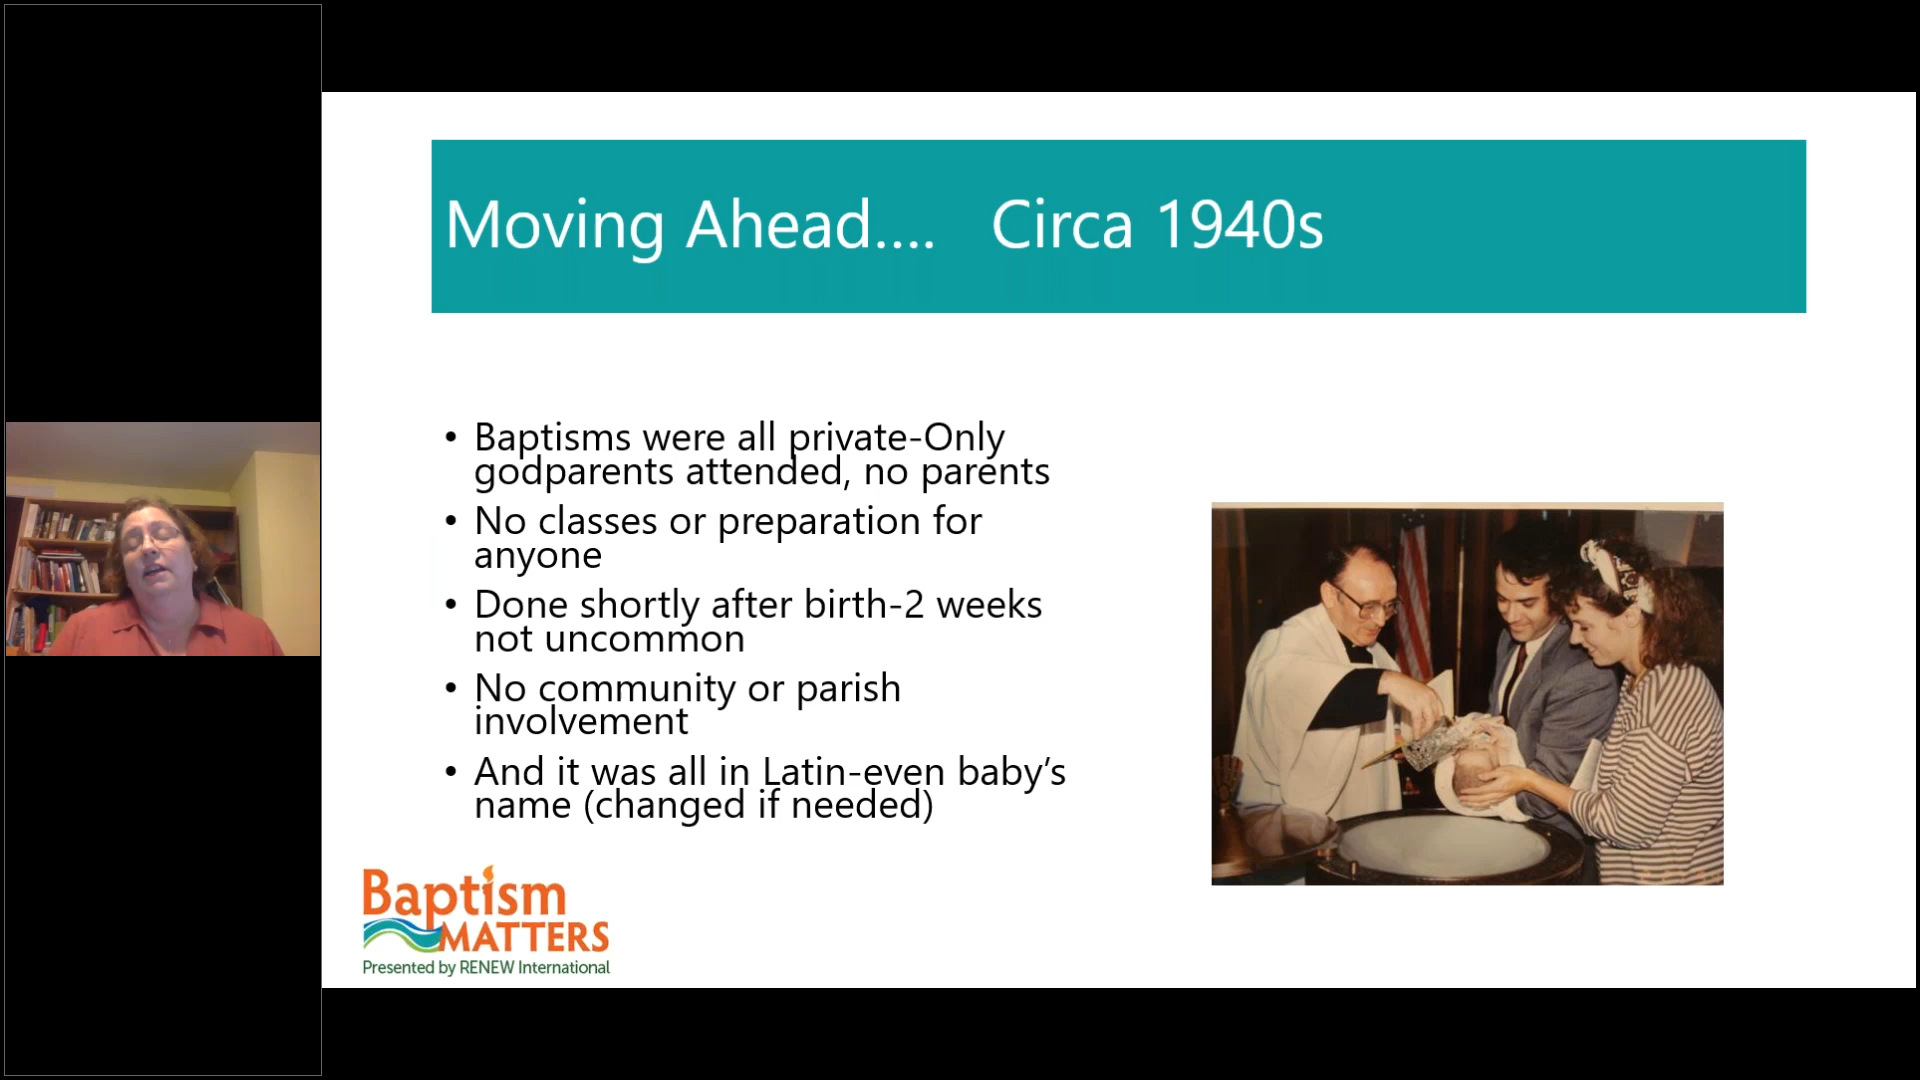 Moving Ahead.... Circa 1940s
• Baptisms were all private-Only
godparents attended, no parents
• No classes or preparation for
anyone
• Done shortly after birth-2 weeks
not uncommon
• No community or parish
involvement
• And it was all in Latin-even baby’s
name (changed if needed)
Baptism
MATTERS
Presented by RENEW International